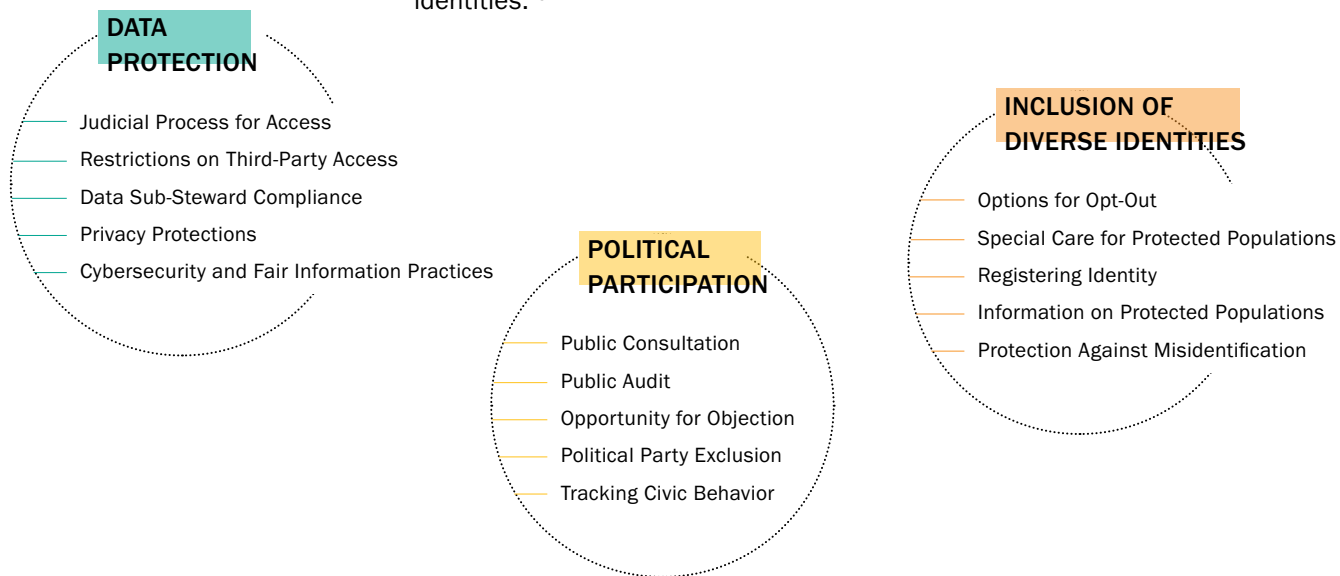 identities.
DATA
PROTECTION
Judicial Process for Access
Restrictions on Third-Party Access
Data Sub-Steward Compliance
Privacy Protections
Cybersecurity and Fair Information Practices
POLITICAL
PARTICIPATION
Public Consultation
Public Audit
Opportunity for Objection
Political Party Exclusion
Tracking Civic Behavior
INCLUSION OF
DIVERSE IDENTITIES
Options for Opt-Out
Special Care for Protected Populations
Registering Identity
Information on Protected Populations
Protection Against Misidentification